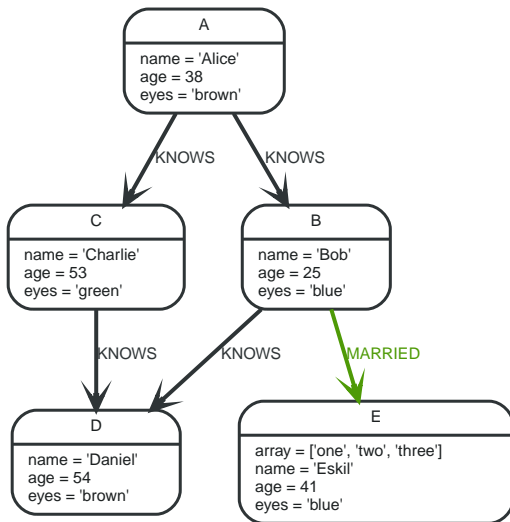 A
name = 'Alice'
age = 38
eyes = 'brown'
KNOWS
KNOWS
C
name = 'Charlie'
age = 53
eyes = 'green'
B
name = 'Bob'
age = 25
eyes = 'blue'
KNOWS
KNOWS
MARRIED
D
name = 'Daniel'
age = 54
eyes = 'brown'
E
array = ['one', 'two', 'three']
name = 'Eskil'
age = 41
eyes = 'blue'